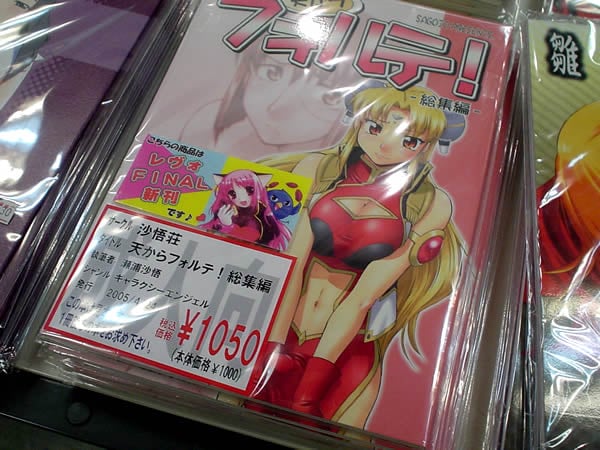 フォルテ！
-総集編-
雛
こちらの商品は
レヴォ
FINAL
新刊
です♪
サークル 沙悟荘
タイトル 天からフォルテ！総集編
執筆者 瀬浦沙悟
ジャンル ギャラクシーエンジェル
発行 2005/4
税込
価格 ¥1050
(本体価格¥1000)